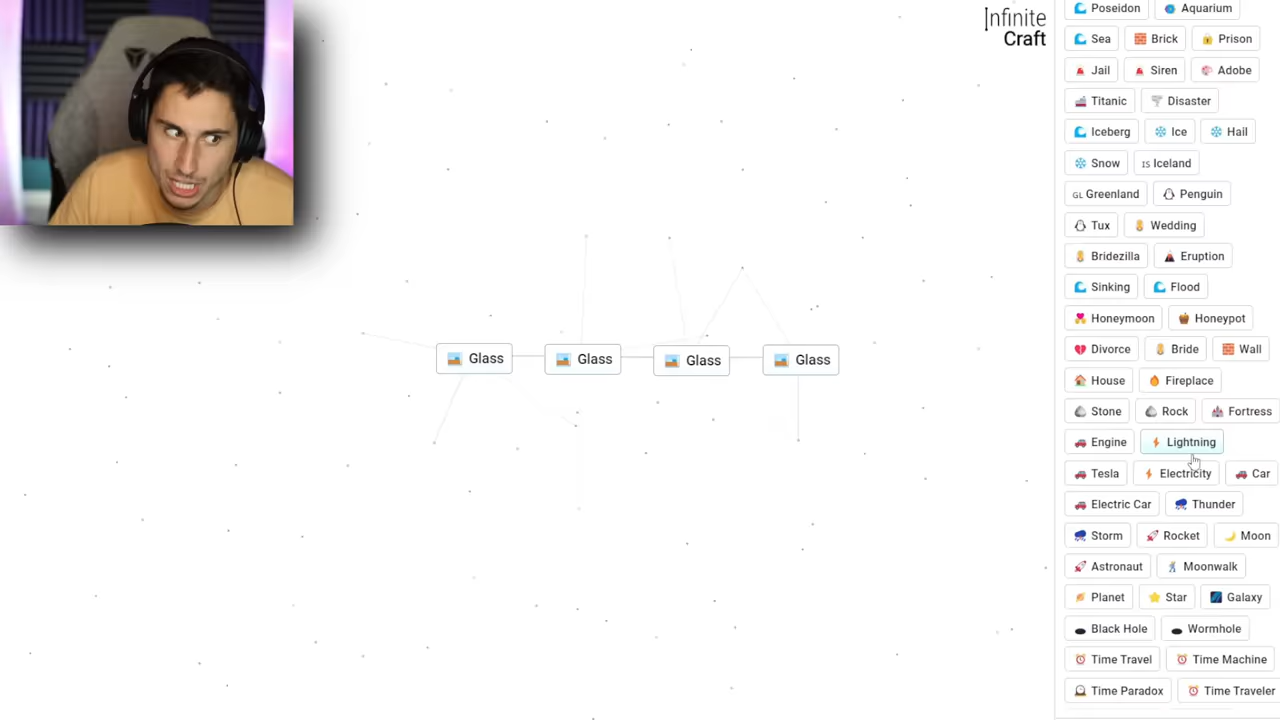 Infinite
Craft
Glass Glass Glass Glass
Poseidon Aquarium
Sea Brick Prison
Jail Siren Adobe
Titanic Disaster
Iceberg Ice Hail
Snow IS Iceland
GL Greenland Penguin
Tux Wedding
Bridezilla Eruption
Sinking Flood
Honeymoon Honeypot
Divorce Bride Wall
House Fireplace
Stone Rock Fortress
Engine Lightning
Tesla Electricity Car
Electric Car Thunder
Storm Rocket Moon
Astronaut Moonwalk
Planet Star Galaxy
Black Hole Wormhole
Time Travel Time Machine
Time Paradox Time Traveler